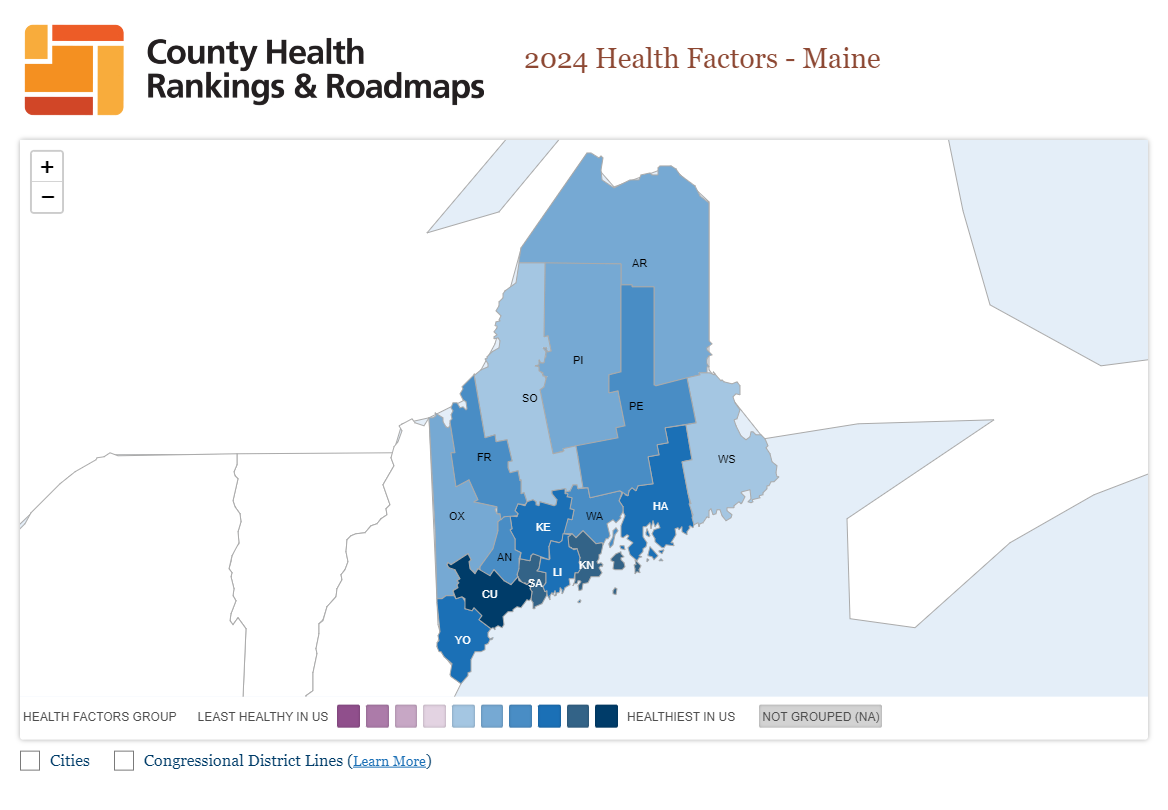 County Health
Rankings & Roadmaps
2024 Health Factors - Maine
+
−
AR
PI
SO
PE
FR
WS
OX
HA
WA
KE
AN
KN
LI
SA
CU
YO
HEALTH FACTORS GROUP LEAST HEALTHY IN US HEALTHIEST IN US NOT GROUPED (NA)
Cities Congressional District Lines (Learn More)